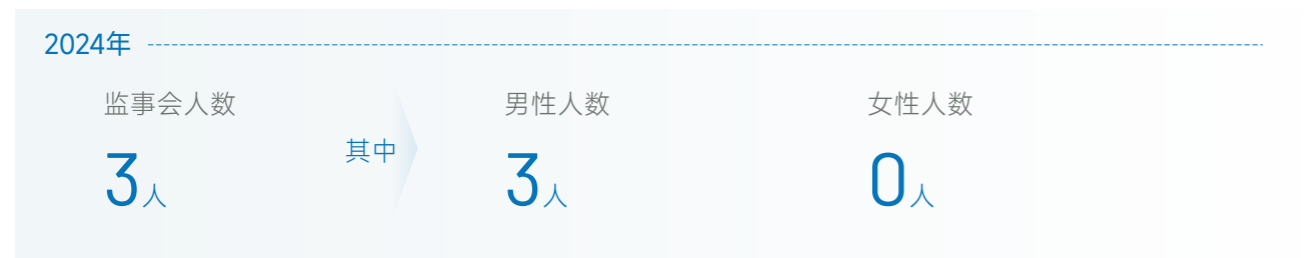 2024年
监事会人数 男性人数 女性人数
其中
3人 3人 0人